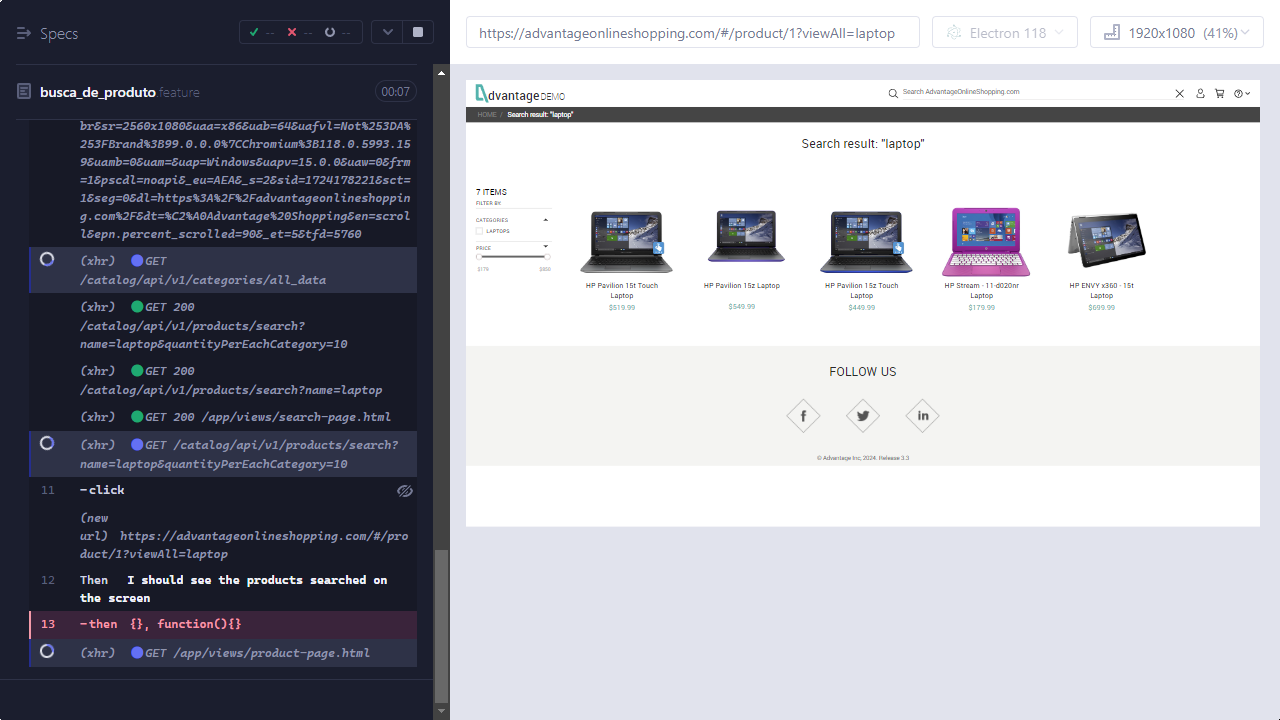 Specs
-- -- --
https://advantageonlineshopping.com/#/product/1?viewAll=laptop
Electron 118
1920x1080 (41%)
busca_de_produto feature
00:07
br&sr=2560x1080&uaa=x86&uab=64&uafvl=Not%253DA%
253FBrand%3B99.0.0.0%7CChromium%3B118.0.5993.15
9&uamb=0&uam=&uap=Windows&uapv=15.0.0&uaw=0&frm
=1&pscdl=noapi&_eu=AEA&_s=2&sid=1724178221&sct=
1&seg=0&dl=https%3A%2F%2Fadvantageonlineshoppin
g.com%2F&dt=%C2%A0Advantage%20Shopping&en=scrol
l&epn.percent_scrolled=90&_et=16&tfd=5760
(xhr) GET
/catalog/api/v1/categories/all_data
(xhr) GET 200
/catalog/api/v1/products/search?
name=laptop&quantityPerEachCategory=10
(xhr) GET 200
/catalog/api/v1/products/search?name=laptop
(xhr) GET 200 /app/views/search-page.html
(xhr) GET /catalog/api/v1/products/search?
name=laptop&quantityPerEachCategory=10
11 -click
(new
url) https://advantageonlineshopping.com/#/pro
duct/1?viewAll=laptop
12 Then I should see the products searched on
the screen
13 -then {}, function(){}
(xhr) GET /app/views/product-page.html
dvantage DEMO
Search AdvantageOnlineShopping.com
HOME / Search result: "laptop"
Search result: "laptop"
7 ITEMS
FILTER BY:
CATEGORIES
LAPTOPS
PRICE
$179
HP Pavilion 15t Touch
Laptop
$519.99
HP Pavilion 15z Laptop
$549.99
HP Pavilion 15z Touch
Laptop
$449.99
HP Stream - 11-d020nr
Laptop
$179.99
HP ENVY x360 - 15t
Laptop
$699.99
FOLLOW US
© Advantage Inc, 2024. Release 3.3